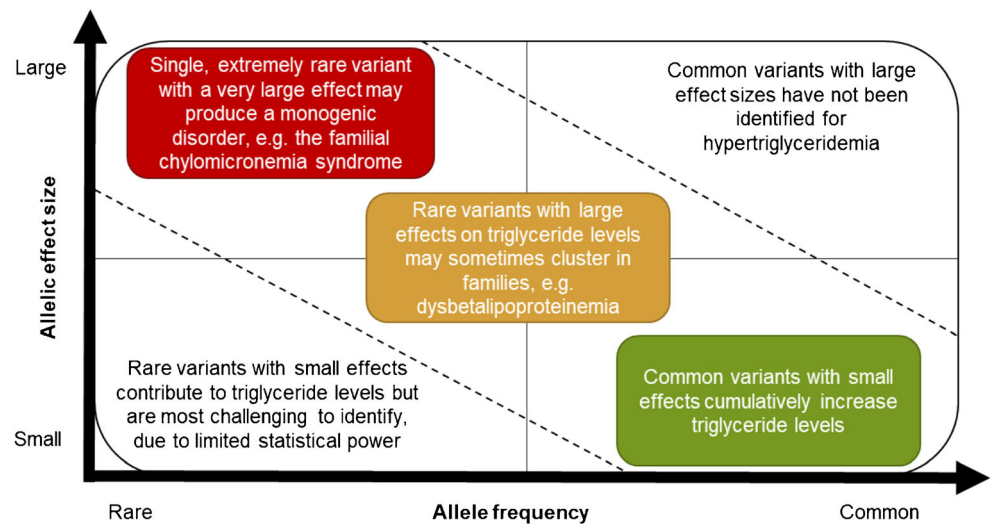 Large
Single, extremely rare variant
with a very large effect may
produce a monogenic
disorder, e.g. the familial
chylomicronemia syndrome
Common variants with large
effect sizes have not been
identified for
hypertriglyceridemia
Allelic effect size
Rare variants with large
effects on triglyceride levels
may sometimes cluster in
families, e.g.
dysbetalipoproteinemia
Rare variants with small effects
contribute to triglyceride levels but
are most challenging to identify,
due to limited statistical power
Common variants with small
effects cumulatively increase
triglyceride levels
Small
Rare
Allele frequency
Common